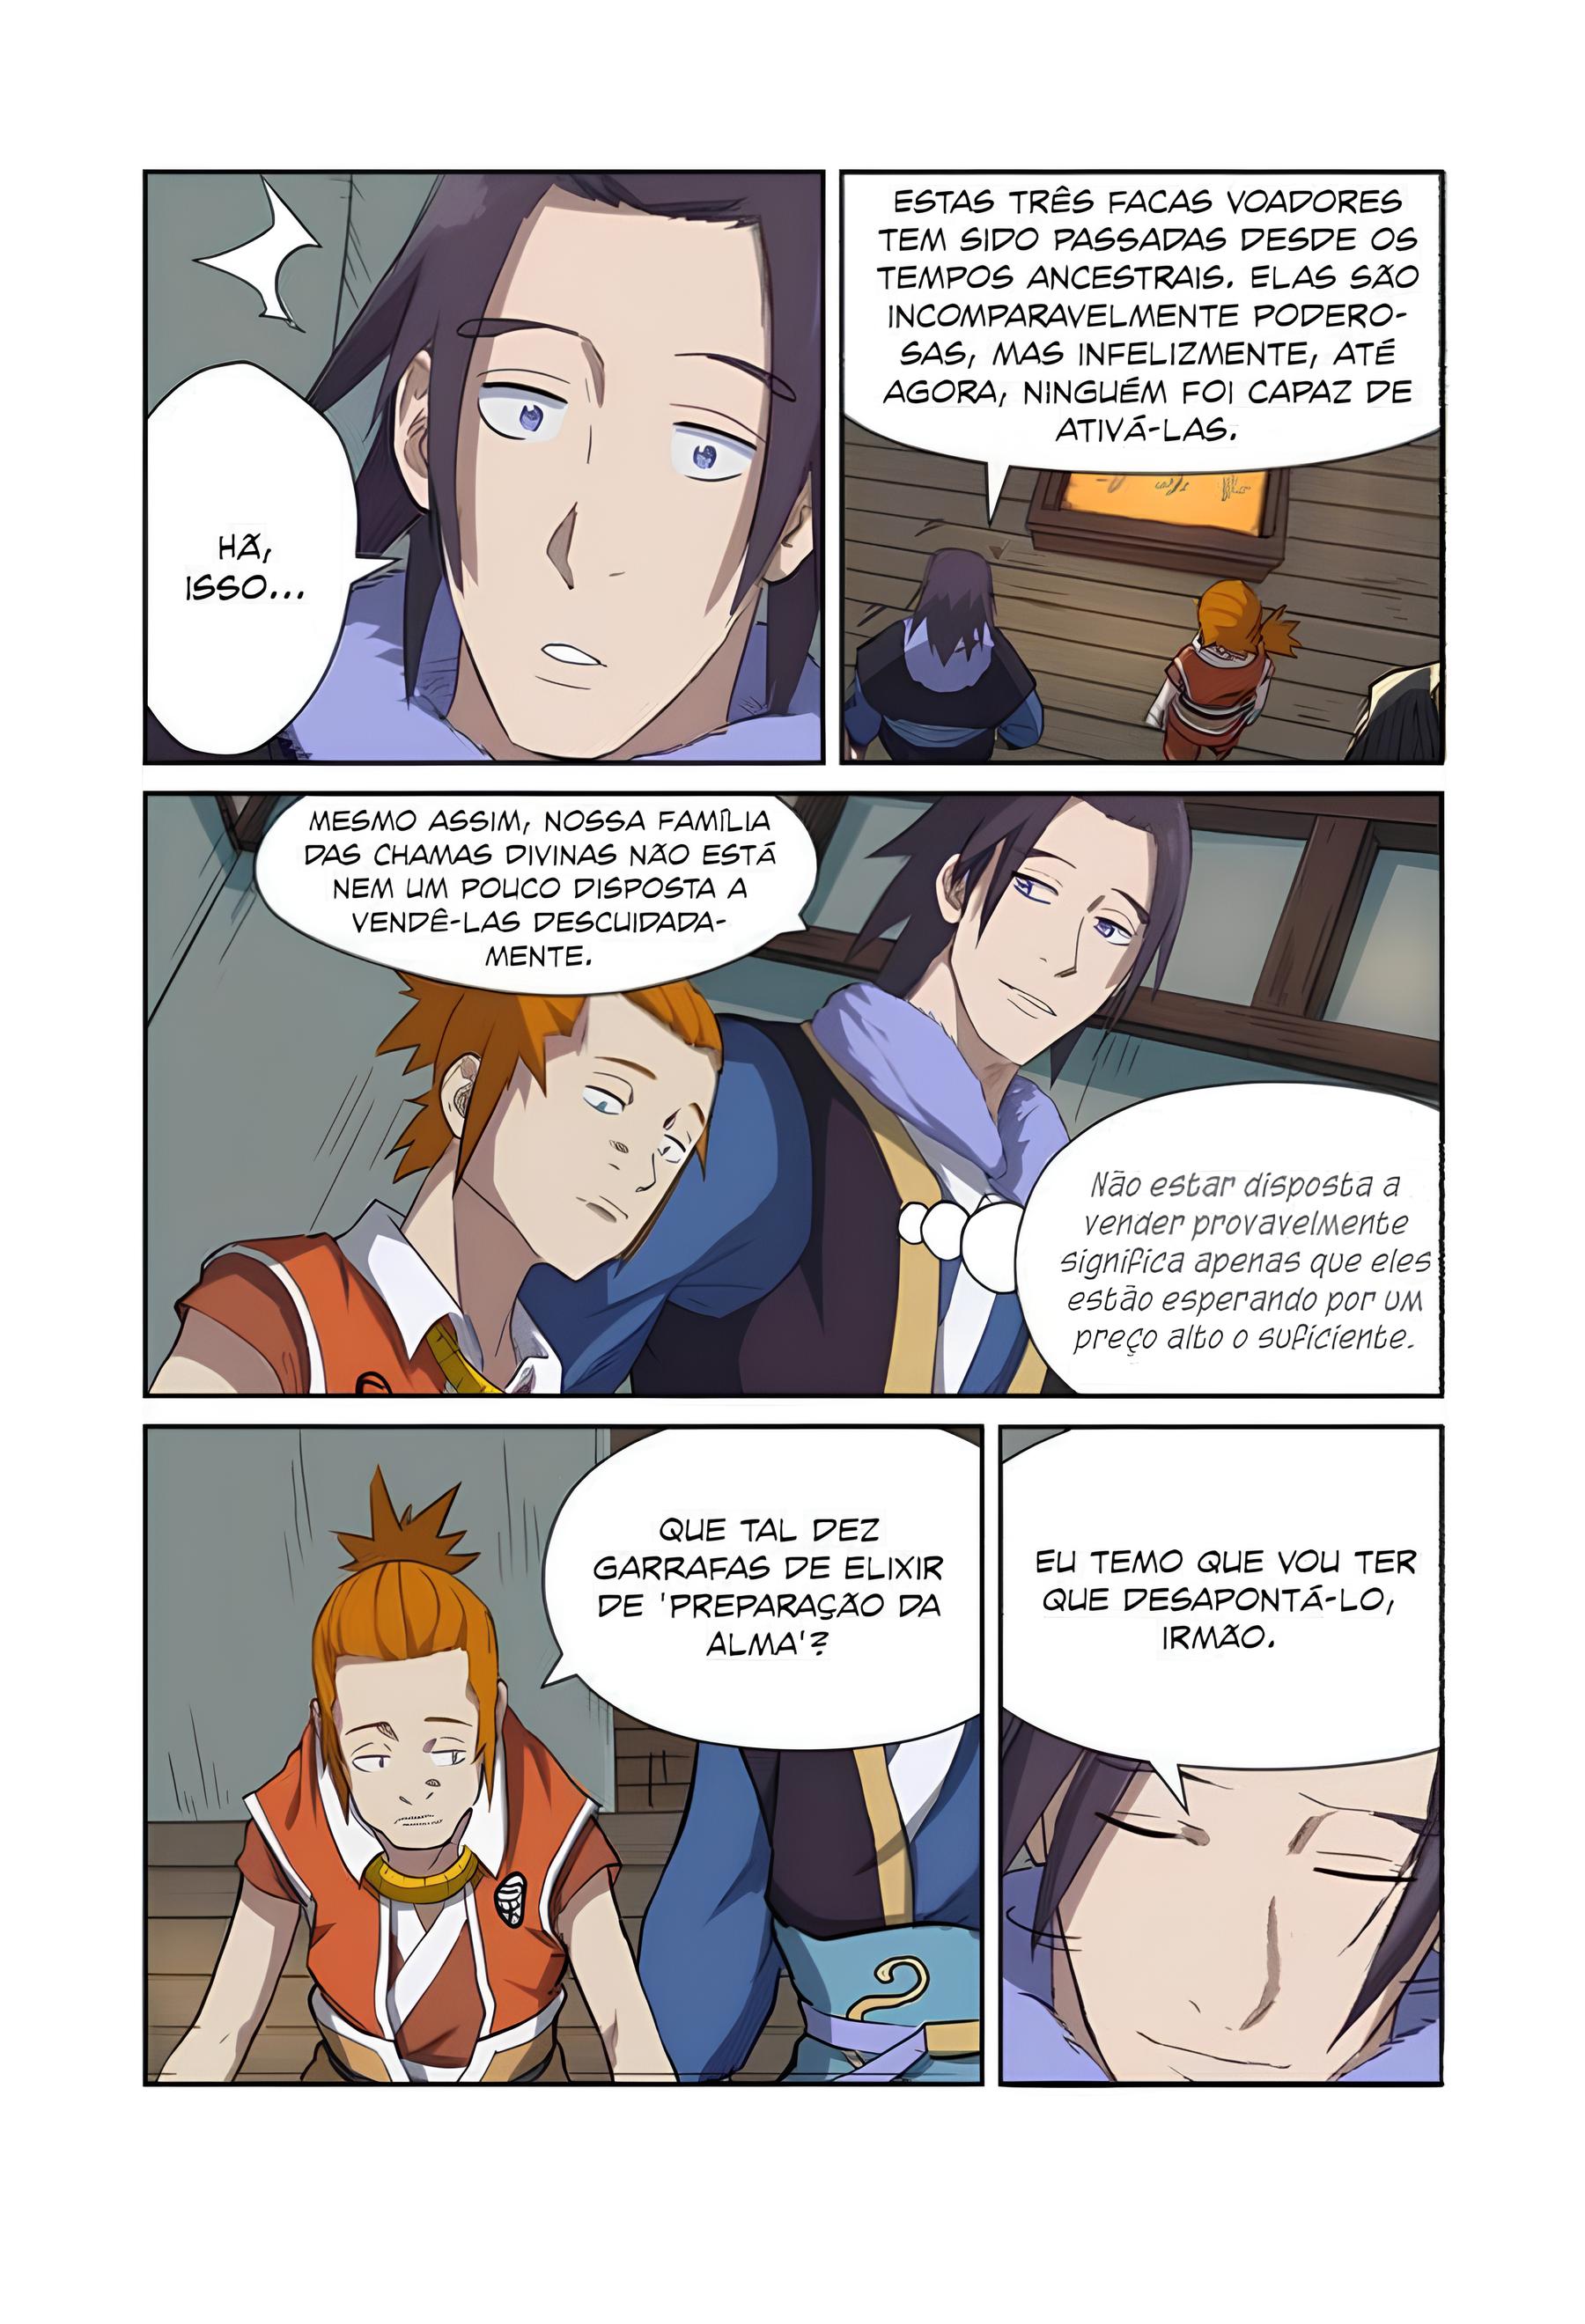 HÃ,
ISSO...
ESTAS TRÊS FACAS VOADORES
TEM SIDO PASSADAS DESDE OS
TEMPOS ANCESTRAIS. ELAS SÃO
INCOMPARAVELMENTE PODERO-
SAS, MAS INFELIZMENTE, ATÉ
AGORA, NINGUÉM FOI CAPAZ DE
ATIVÁ-LAS.
MESMO ASSIM, NOSSA FAMÍLIA
DAS CHAMAS DIVINAS NÃO ESTÁ
NEM UM POUCO DISPOSTA A
VENDÊ-LAS DESCUIDADA-
MENTE.
Não estar disposta a
vender provavelmente
significa apenas que eles
estão esperando por um
preço alto o suficiente.
QUE TAL DEZ
GARRAFAS DE ELIXIR
DE 'PREPARAÇÃO DA
ALMA'?
EU TEMO QUE VOU TER
QUE DESAPONTÁ-LO,
IRMÃO.